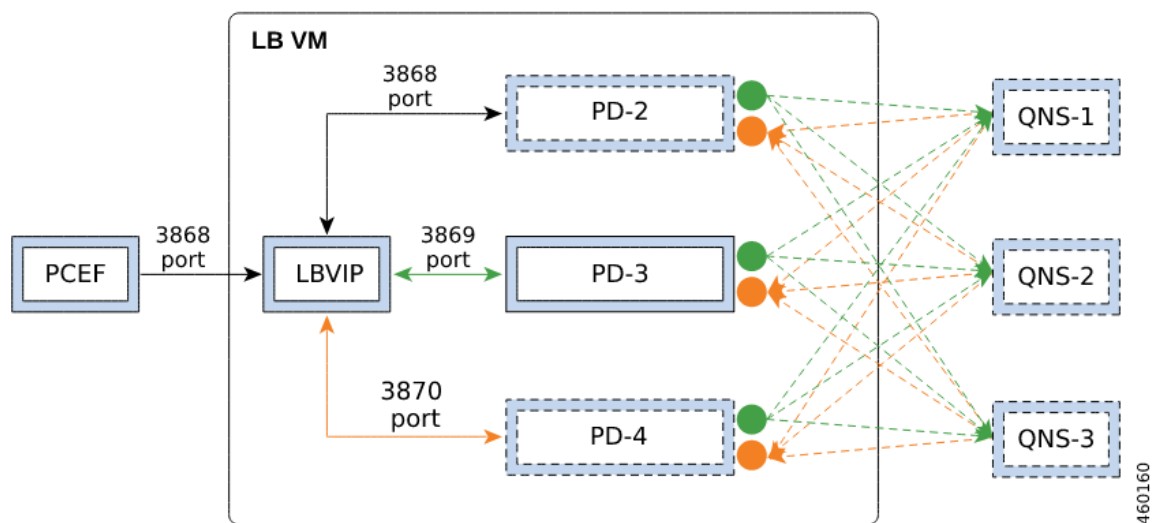 LB VM
3868
port
PD-2
QNS-1
PCEF
3868
port
LBVIP
3869
port
PD-3
QNS-2
3870
port
PD-4
QNS-3
460160